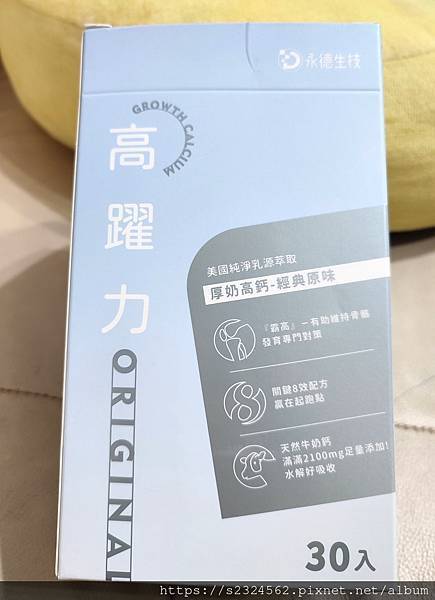 永德生技
GROWTH CALCIUM
高躍力
ORIGINAL
美國純淨乳源萃取
厚奶高鈣-經典原味
『霸高』－有助維持骨骼
發育專門對策
關鍵8效配方
贏在起跑點
天然牛奶鈣
滿滿2100mg足量添加!
水解好吸收
30入
https://s2324562.pixnet.net/album